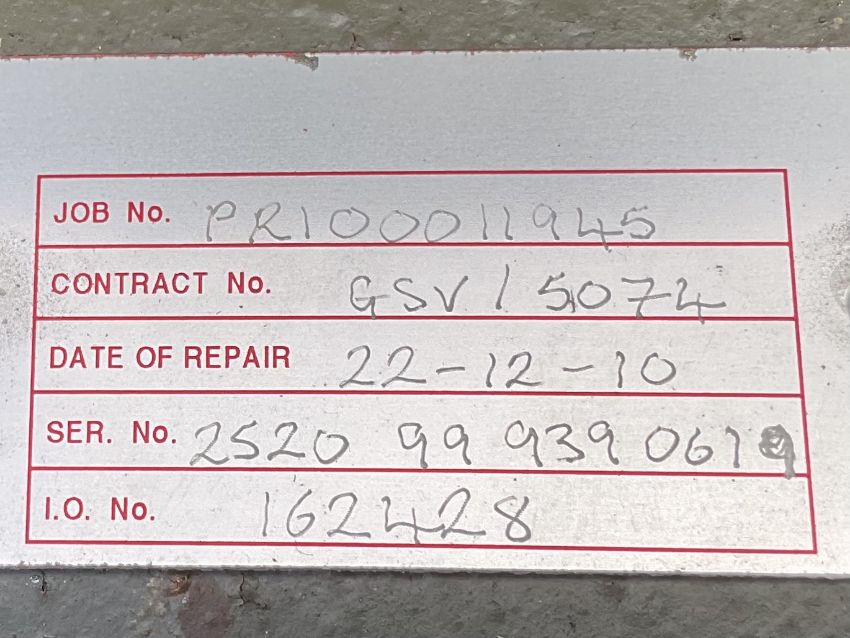 JOB No. PR100011945
CONTRACT No. GSV / 5074
DATE OF REPAIR 22-12-10
SER. No. 2520 99 939 0619
I.O. No. 162428